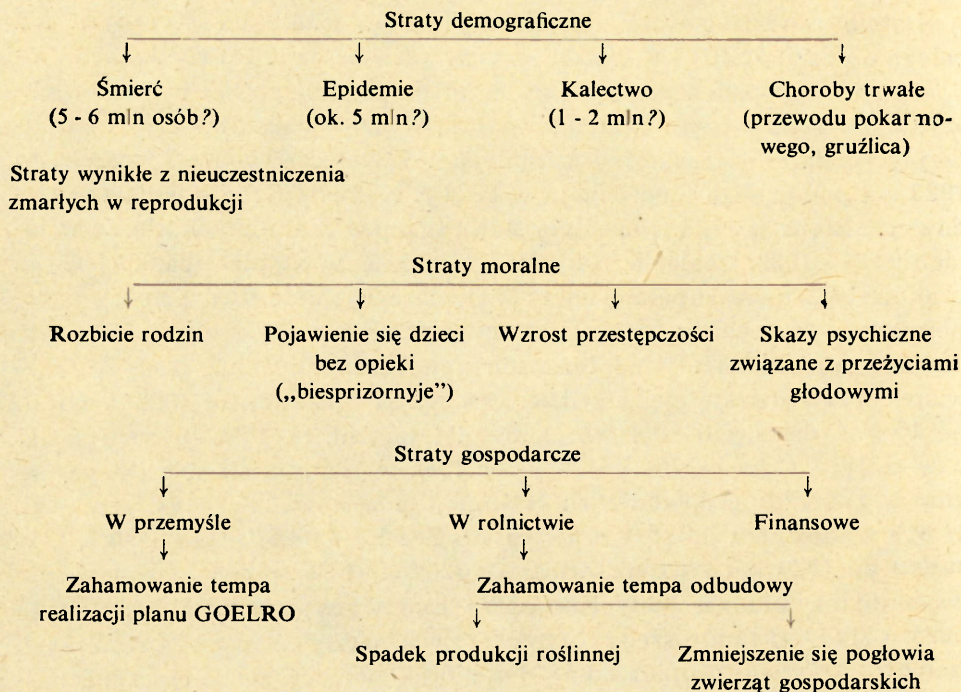 Straty demograficzne
Śmierć
(5 - 6 mln osób?)
Epidemie
(ok. 5 mln?)
Kalectwo
(1 - 2 mln?)
Choroby trwałe
(przewodu pokarmo-
wego, gruźlica)
Straty wynikłe z nieuczestniczenia
zmarłych w reprodukcji
Straty moralne
Rozbicie rodzin
Pojawienie się dzieci
bez opieki
(„biesprizornyje”)
Wzrost przestępczości
Skazy psychiczne
związane z przeżyciami
głodowymi
Straty gospodarcze
W przemyśle
W rolnictwie
Finansowe
Zahamowanie tempa
realizacji planu GOELRO
Zahamowanie tempa odbudowy
Spadek produkcji roślinnej
Zmniejszenie się pogłowia
zwierząt gospodarskich